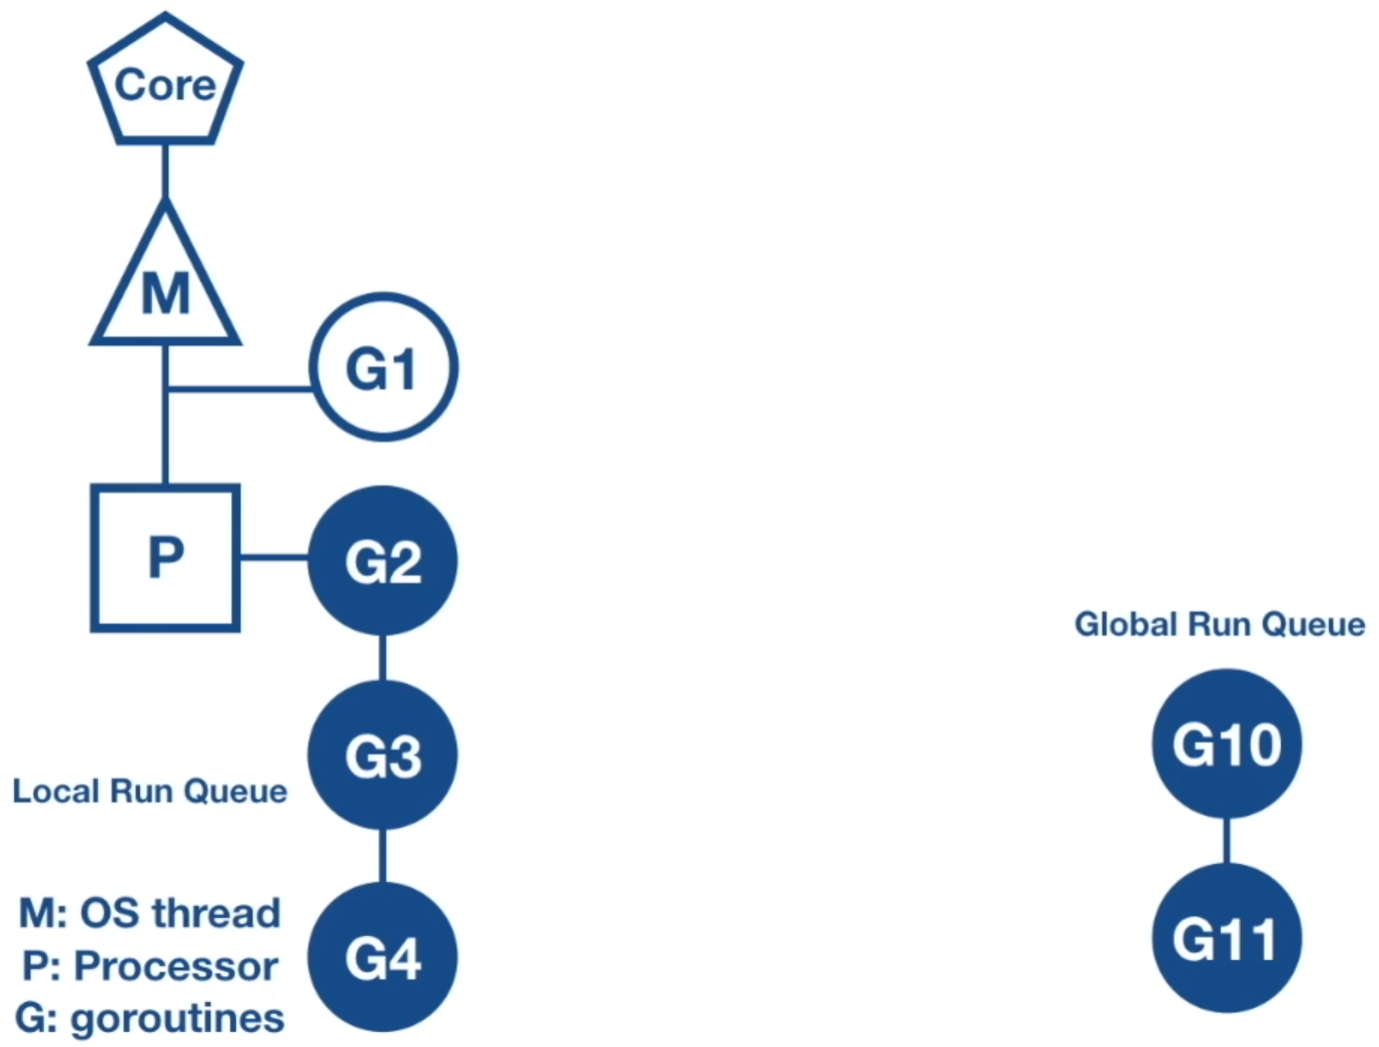 Core
M
G1
P
G2
Global Run Queue
G3
G10
Local Run Queue
M: OS thread
P: Processor
G: goroutines
G4
G11